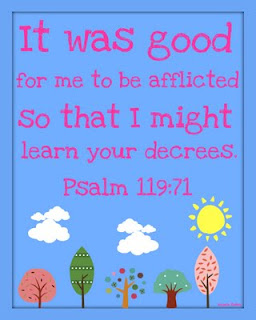 It was good
for me to be afflicted
so that I might
learn your decrees.
Psalm 119:71